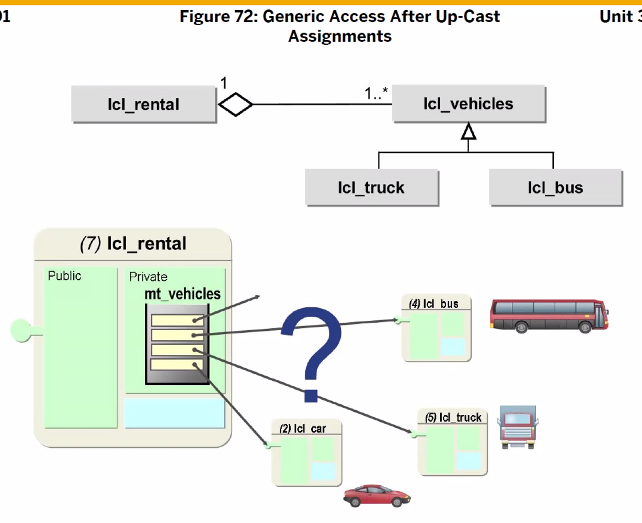 01
Figure 72: Generic Access After Up-Cast
Assignments
Unit 3
lcl_rental
1
1..*
lcl_vehicles
lcl_truck
lcl_bus
(7) lcl_rental
Public
Private
mt_vehicles
?
(4) lcl_bus
(5) lcl_truck
(2) lcl_car